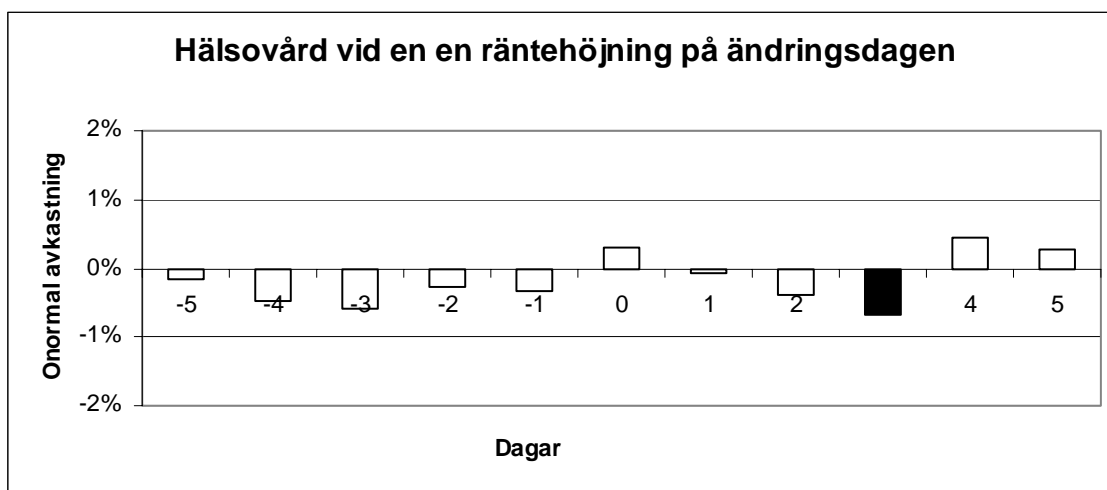 Hälsovård vid en en räntehöjning på ändringsdagen
2%
1%
0%
-1%
-2%
Onormal avkastning
-5 -4 -3 -2 -1 0 1 2 4 5
Dagar